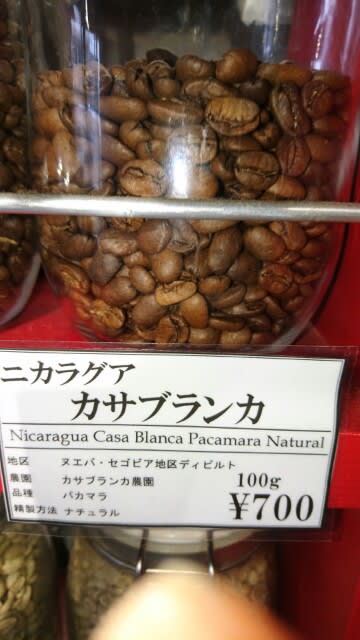 ニカラグア
カサブランカ
Nicaragua Casa Blanca Pacamara Natural
地区 ヌエバ・セゴビア地区ディピルト
農園 カサブランカ農園
品種 パカマラ
精製方法 ナチュラル
100g
¥700